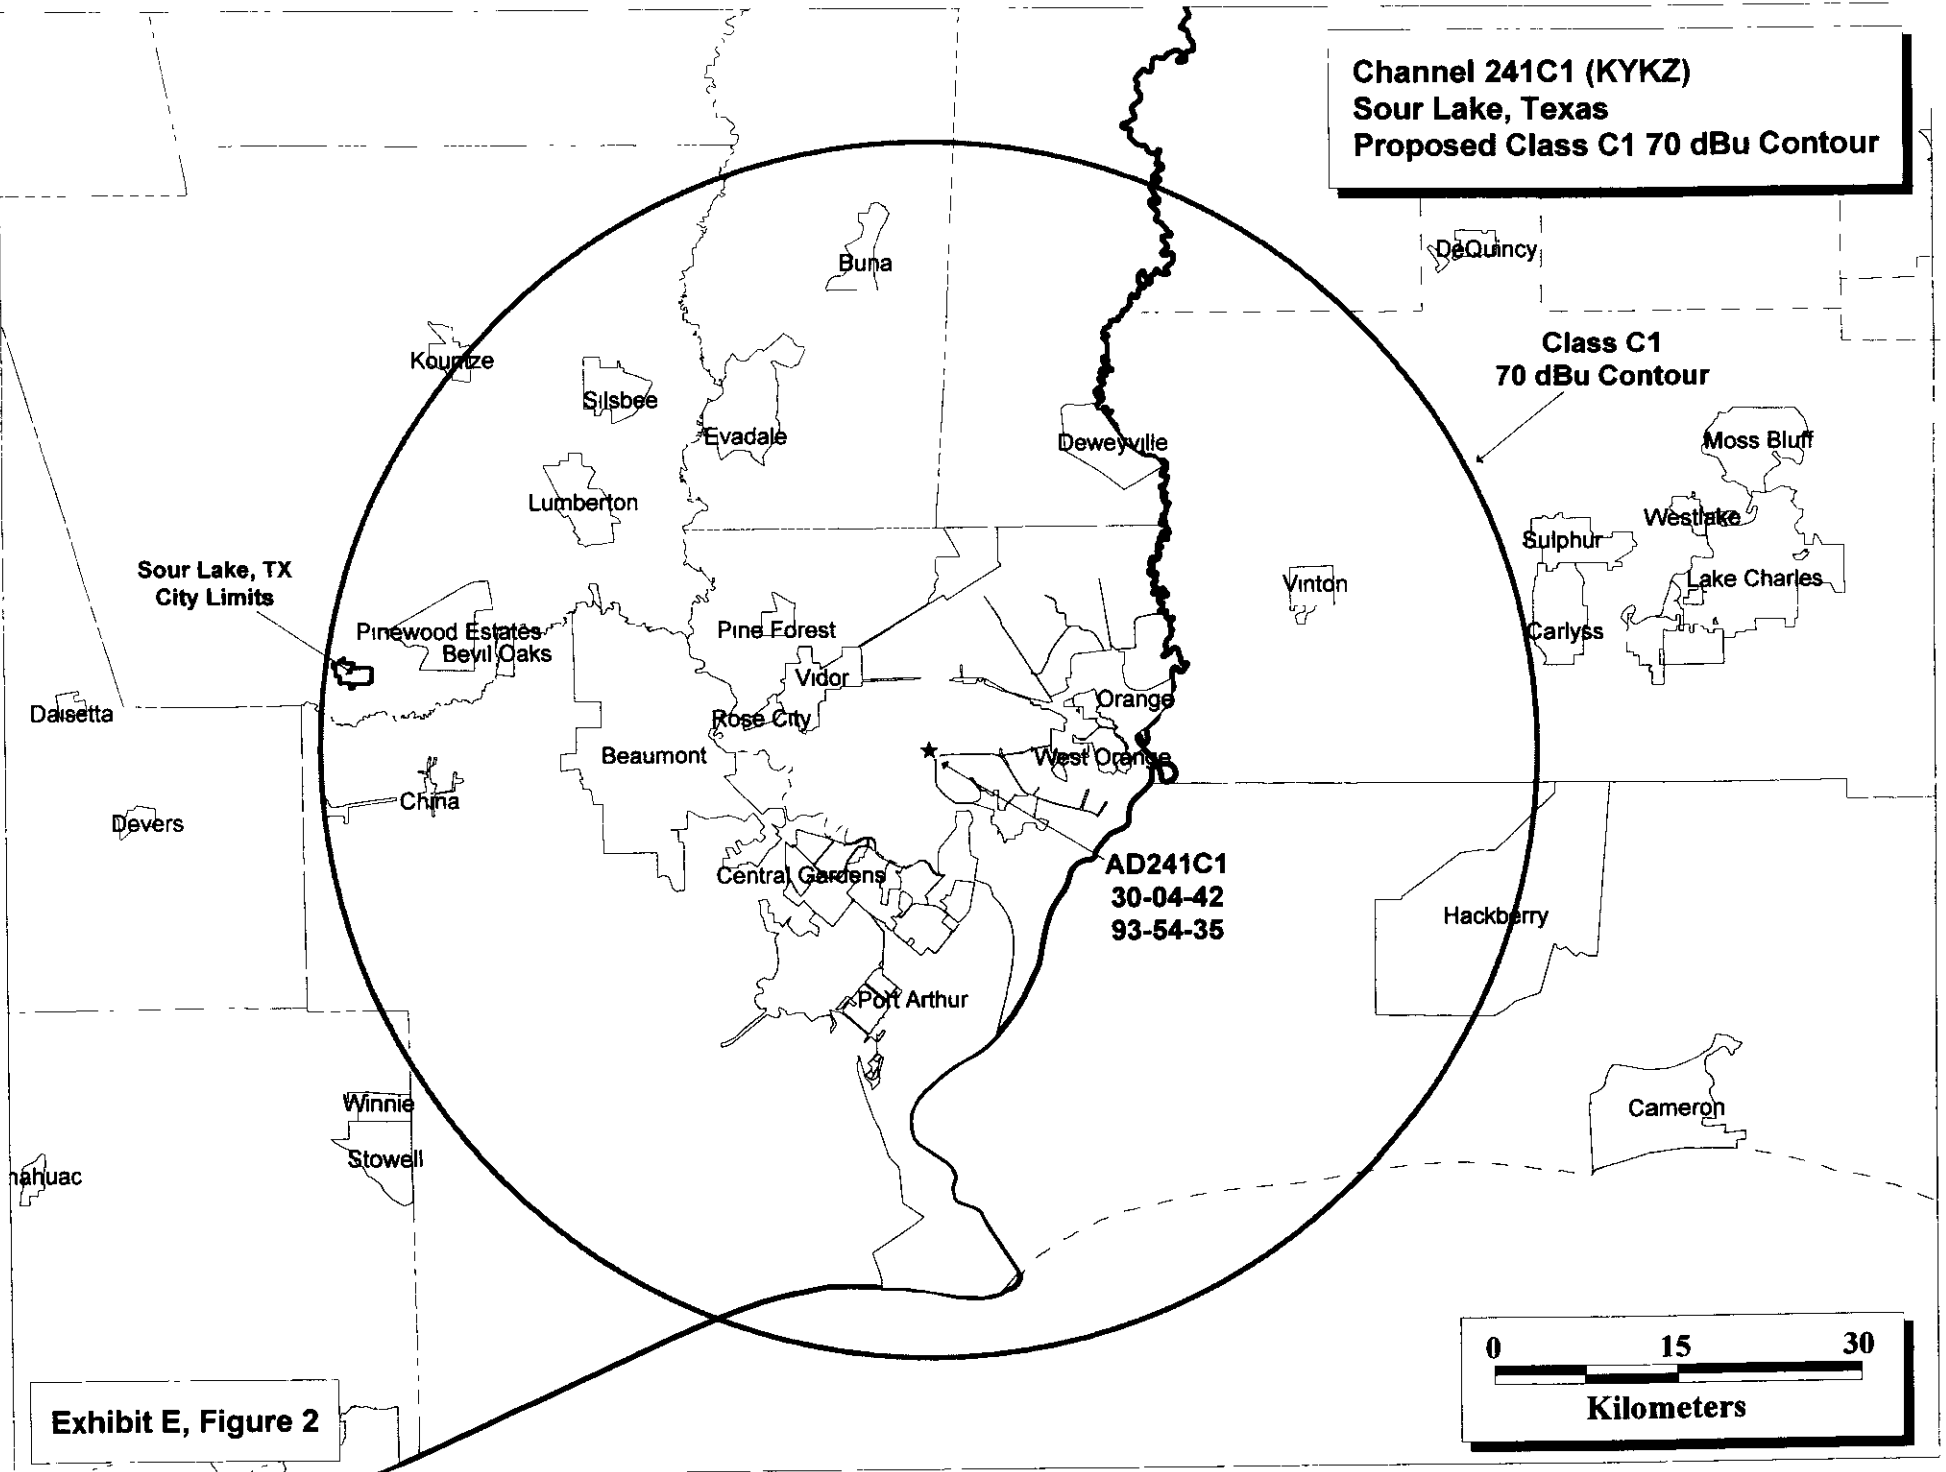 Channel 241C1 (KYKZ)
Sour Lake, Texas
Proposed Class C1 70 dBu Contour
DeQuincy
Buna
Class C1
70 dBu Contour
Kountze
Silsbee
Evadale
Deweyville
Moss Bluff
Lumberton
Westlake
Sulphur
Sour Lake, TX
City Limits
Vinton
Lake Charles
Pinewood Estates
Bevil Oaks
Pine Forest
Carlyss
Vidor
Orange
Daisetta
Rose City
Beaumont
West Orange
China
Devers
Central Gardens
AD241C1
30-04-42
93-54-35
Hackberry
Port Arthur
Winnie
Cameron
Stowell
nahuac
0 15 30
Kilometers
Exhibit E, Figure 2